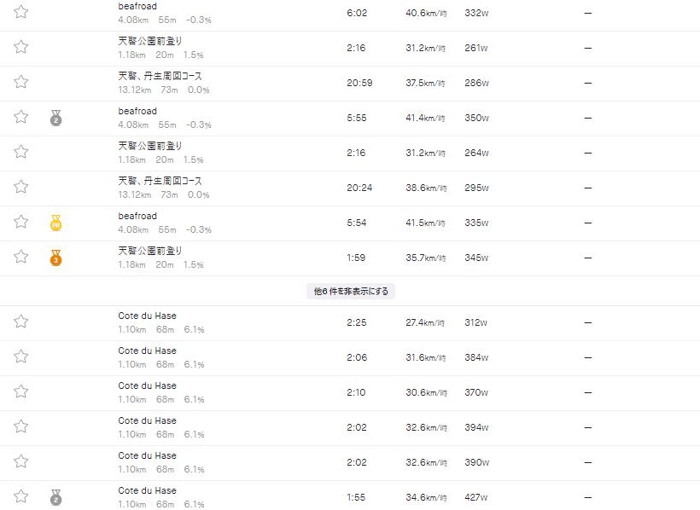 beafroad
4.08km 55m -0.3% 6:02 40.6km/時 332W —
天啓公園前登り
1.18km 20m 1.5% 2:16 31.2km/時 261W —
天啓、丹生周回コース
13.12km 73m 0.0% 20:59 37.5km/時 286W —
2 beafroad
4.08km 55m -0.3% 5:55 41.4km/時 350W —
天啓公園前登り
1.18km 20m 1.5% 2:16 31.2km/時 264W —
天啓、丹生周回コース
13.12km 73m 0.0% 20:24 38.6km/時 295W —
PR beafroad
4.08km 55m -0.3% 5:54 41.5km/時 335W —
3 天啓公園前登り
1.18km 20m 1.5% 1:59 35.7km/時 345W —
他6 件を非表示にする
Cote du Hase
1.10km 68m 6.1% 2:25 27.4km/時 312W —
Cote du Hase
1.10km 68m 6.1% 2:06 31.6km/時 384W —
Cote du Hase
1.10km 68m 6.1% 2:10 30.6km/時 370W —
Cote du Hase
1.10km 68m 6.1% 2:02 32.6km/時 394W —
Cote du Hase
1.10km 68m 6.1% 2:02 32.6km/時 390W —
2 Cote du Hase
1.10km 68m 6.1% 1:55 34.6km/時 427W —